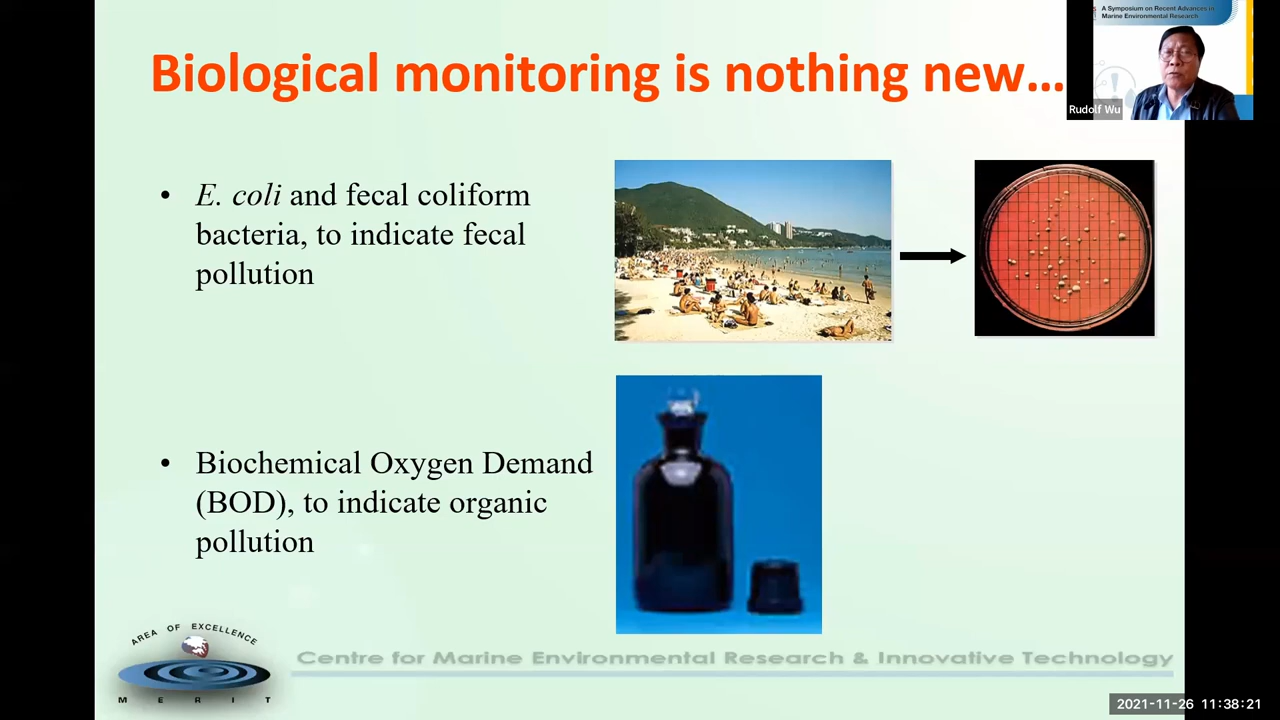 A Symposium on Recent Advances in
Marine Environmental Research
Rudolf Wu
Biological monitoring is nothing new...
• E. coli and fecal coliform
bacteria, to indicate fecal
pollution
• Biochemical Oxygen Demand
(BOD), to indicate organic
pollution
AREA OF EXCELLENCE
M E R I T
Centre for Marine Environmental Research & Innovative Technology
2021-11-26 11:38:21